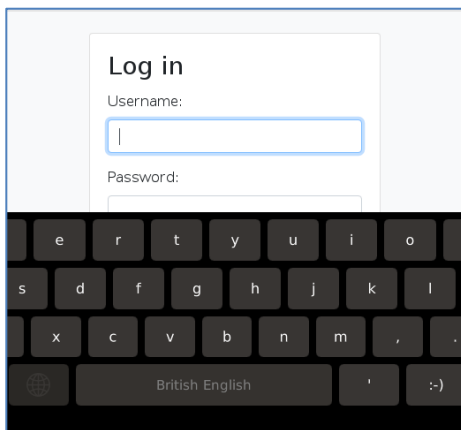 Log in
Username:
Password:
e r t y u i o
s d f g h j k l
x c v b n m , .
British English ' :-)